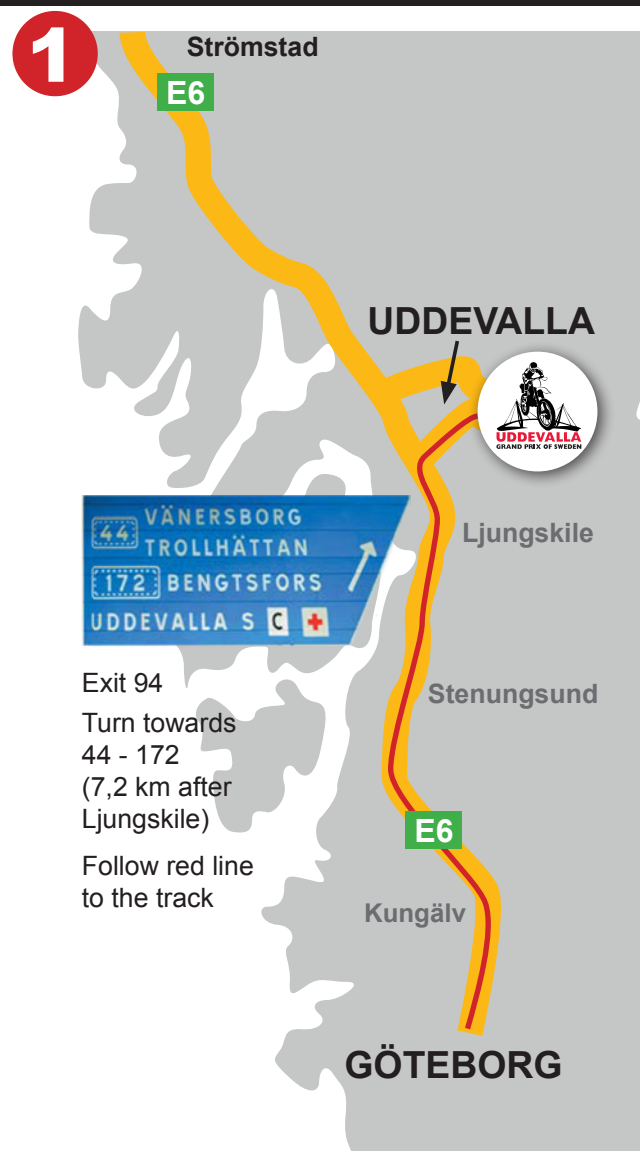 1
Strömstad
E6
UDDEVALLA
UDDEVALLA
GRAND PRIX OF SWEDEN
44 VÄNERSBORG
TROLLHÄTTAN
172 BENGTSFORS
UDDEVALLA S C
Ljungskile
Exit 94
Turn towards
44 - 172
(7,2 km after
Ljungskile)
Follow red line
to the track
Stenungsund
E6
Kungälv
GÖTEBORG